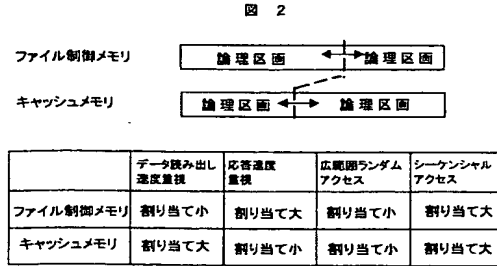 図 2
ファイル制御メモリ 論理区画 論理区画
キャッシュメモリ 論理区画 論理区画
データ読み出し速度重視 応答速度重視 広範囲ランダムアクセス シーケンシャルアクセス
ファイル制御メモリ 割り当て小 割り当て大 割り当て小 割り当て大
キャッシュメモリ 割り当て大 割り当て小 割り当て小 割り当て大